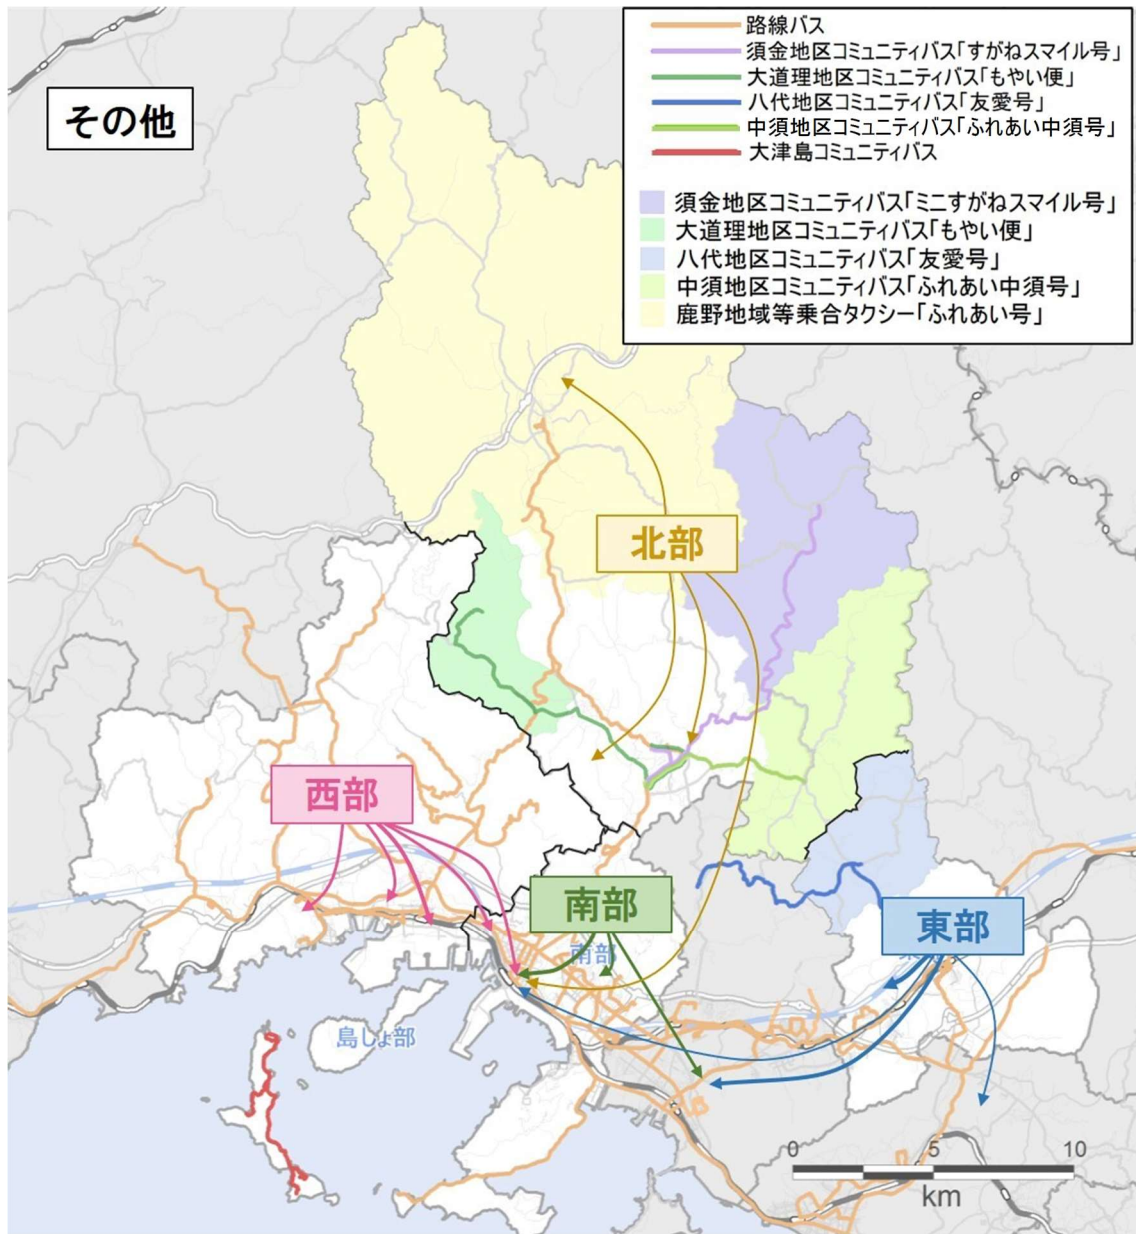 その他
路線バス
須金地区コミュニティバス「すがねスマイル号」
大道理地区コミュニティバス「もやい便」
八代地区コミュニティバス「友愛号」
中須地区コミュニティバス「ふれあい中須号」
大津島コミュニティバス
須金地区コミュニティバス「ミニすがねスマイル号」
大道理地区コミュニティバス「もやい便」
八代地区コミュニティバス「友愛号」
中須地区コミュニティバス「ふれあい中須号」
鹿野地域等乗合タクシー「ふれあい号」
北部
西部
南部
東部
南部
島しょ部
0 5 10
km